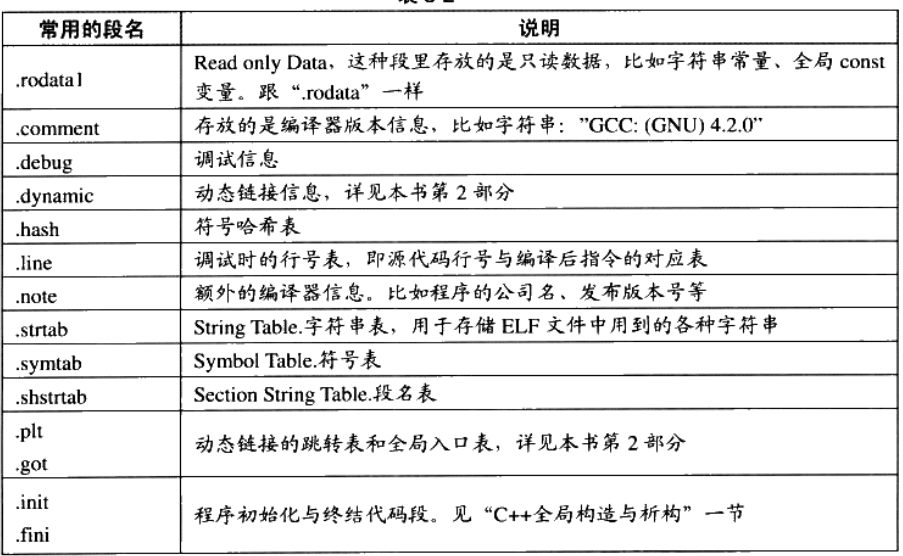 常用的段名 说明
.rodata1 Read only Data，这种段里存放的是只读数据，比如字符串常量、全局 const
变量。跟“.rodata”一样
.comment 存放的是编译器版本信息，比如字符串：”GCC: (GNU) 4.2.0”
.debug 调试信息
.dynamic 动态链接信息，详见本书第 2 部分
.hash 符号哈希表
.line 调试时的行号表，即源代码行号与编译后指令的对应表
.note 额外的编译器信息。比如程序的公司名、发布版本号等
.strtab String Table.字符串表，用于存储 ELF 文件中用到的各种字符串
.symtab Symbol Table.符号表
.shstrtab Section String Table.段名表
.plt
.got 动态链接的跳转表和全局入口表，详见本书第 2 部分
.init
.fini 程序初始化与终结代码段。见“C++全局构造与析构”一节